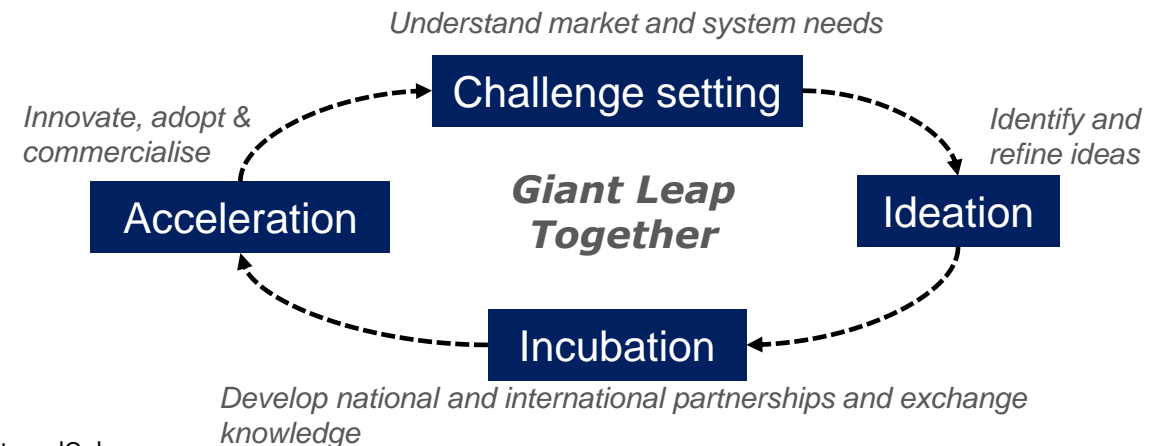 Understand market and system needs
Challenge setting
Innovate, adopt &
commercialise
Identify and
refine ideas
Giant Leap
Together
Acceleration
Ideation
Incubation
Develop national and international partnerships and exchange
knowledge